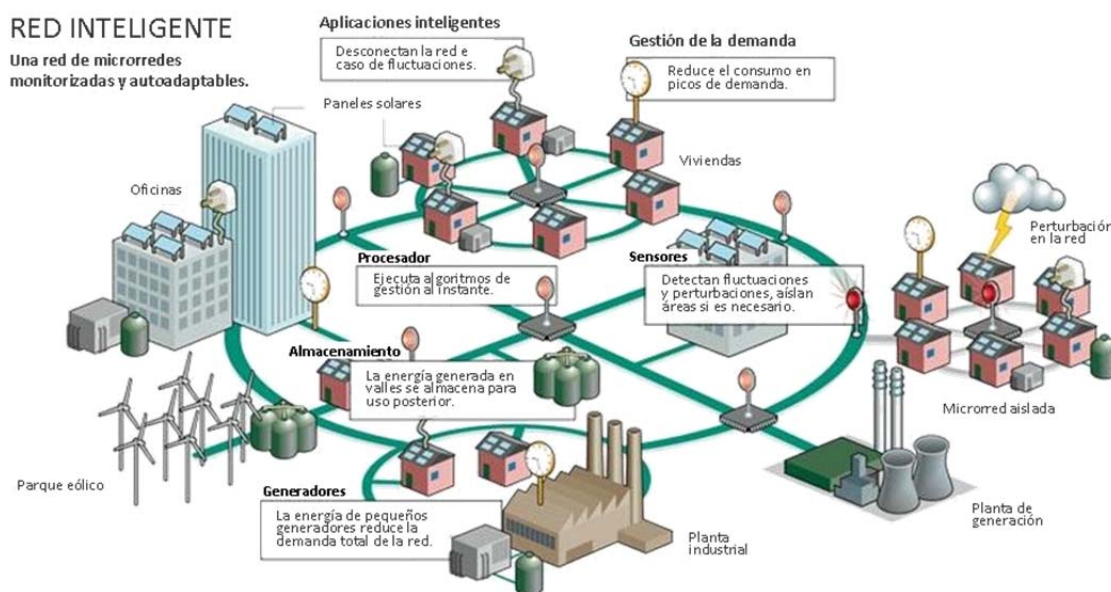 RED INTELIGENTE
Una red de microrredes
monitorizadas y autoadaptables.
Aplicaciones inteligentes
Desconectan la red e
caso de fluctuaciones.
Gestión de la demanda
Reduce el consumo en
picos de demanda.
Paneles solares
Viviendas
Oficinas
Perturbación
en la red
Procesador
Ejecuta algoritmos de
gestión al instante.
Sensores
Detectan fluctuaciones
y perturbaciones, aíslan
áreas si es necesario.
Almacenamiento
La energía generada en
valles se almacena para
uso posterior.
Microrred aislada
Parque eólico
Generadores
La energía de pequeños
generadores reduce la
demanda total de la red.
Planta
industrial
Planta de
generación